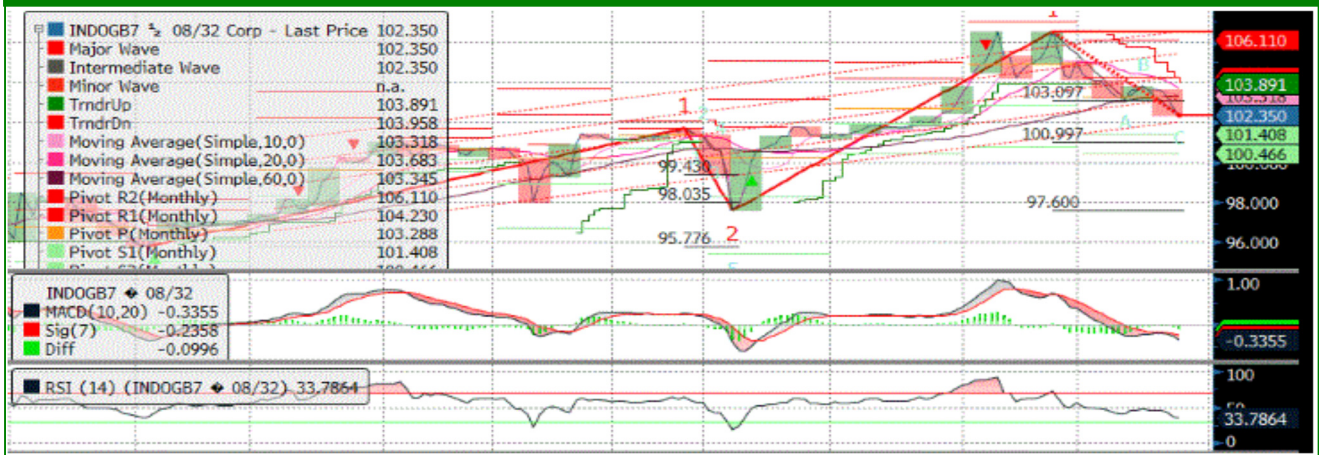 INDOGB7 ½ 08/32 Corp - Last Price 102.350
Major Wave 102.350
Intermediate Wave 102.350
Minor Wave n.a.
TrndrUp 103.891
TrndrDn 103.958
Moving Average(Simple,10,0) 103.318
Moving Average(Simple,20,0) 103.683
Moving Average(Simple,60,0) 103.345
Pivot R2(Monthly) 106.110
Pivot R1(Monthly) 104.230
Pivot P(Monthly) 103.288
Pivot S1(Monthly) 101.408
1
1
2
99.430
98.035
95.776
103.097
100.997
97.600
A
B
C
106.110
103.891
103.318
102.350
101.408
100.466
100.000
98.000
96.000
INDOGB7 � 08/32
MACD(10,20) -0.3355
Sig(7) -0.2358
Diff -0.0996
1.00
-0.3355
RSI (14) (INDOGB7 � 08/32) 33.7864
100
50
33.7864
0